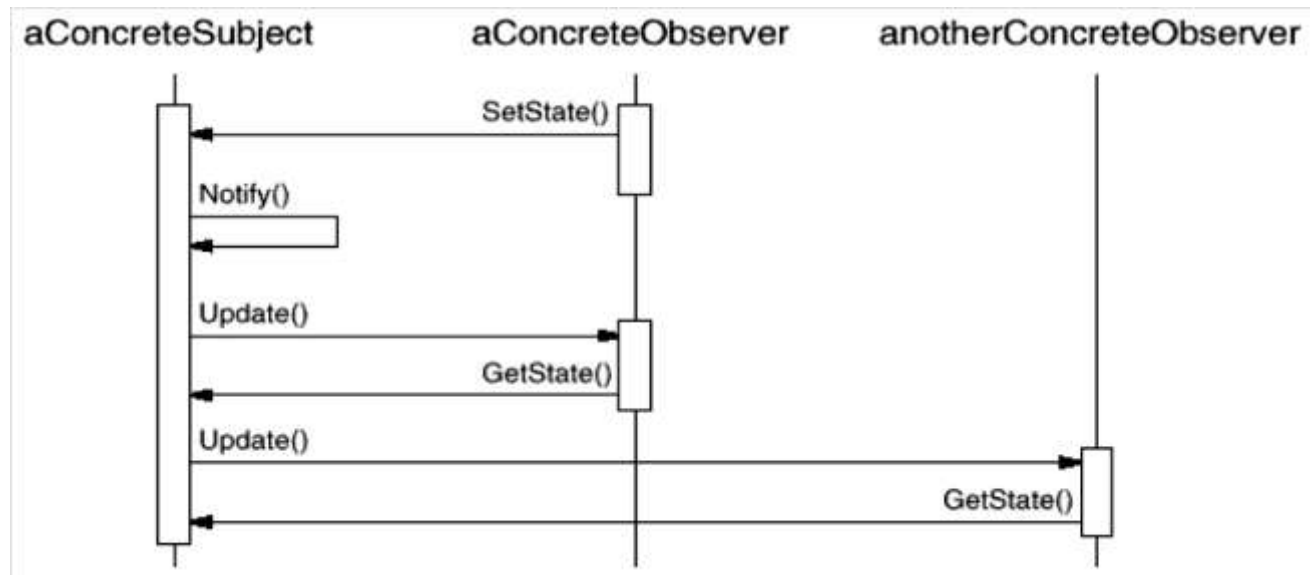 aConcreteSubject
aConcreteObserver
anotherConcreteObserver
SetState()
Notify()
Update()
GetState()
Update()
GetState()